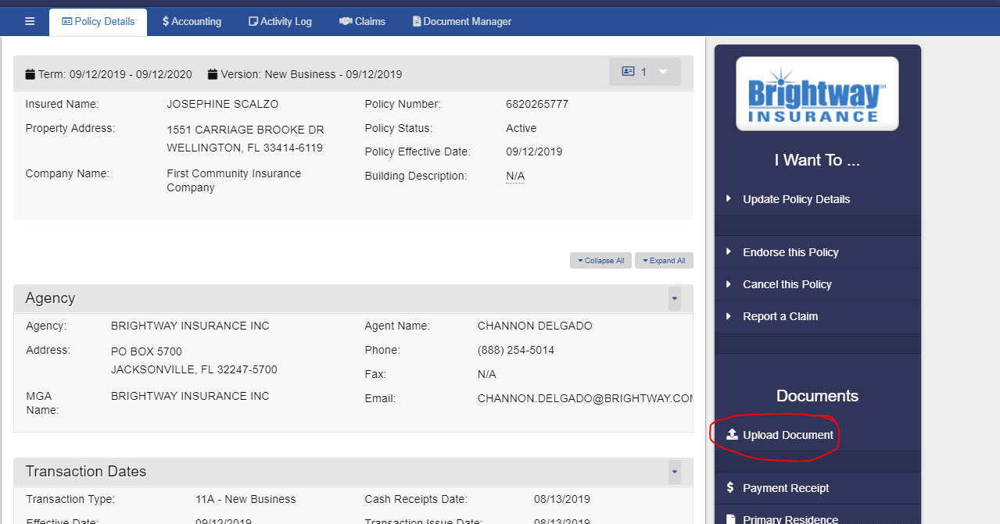 Policy Details
$ Accounting
Activity Log
Claims
Document Manager
Term: 09/12/2019 - 09/12/2020 Version: New Business - 09/12/2019
1
Insured Name: JOSEPHINE SCALZO
Property Address: 1551 CARRIAGE BROOKE DR
WELLINGTON, FL 33414-6119
Company Name: First Community Insurance
Company
Policy Number: 6820265777
Policy Status: Active
Policy Effective Date: 09/12/2019
Building Description: N/A
Collapse All
Expand All
Agency
Agency: BRIGHTWAY INSURANCE INC
Address: PO BOX 5700
JACKSONVILLE, FL 32247-5700
MGA
Name: BRIGHTWAY INSURANCE INC
Agent Name: CHANNON DELGADO
Phone: (888) 254-5014
Fax: N/A
Email: CHANNON.DELGADO@BRIGHTWAY.COM
Transaction Dates
Transaction Type: 11A - New Business
Effective Date: 09/12/2019
Cash Receipts Date: 08/13/2019
Transaction Issue Date: 08/13/2019
Brightway SM
INSURANCE
I Want To ...
Update Policy Details
Endorse this Policy
Cancel this Policy
Report a Claim
Documents
Upload Document
$ Payment Receipt
Primary Residence